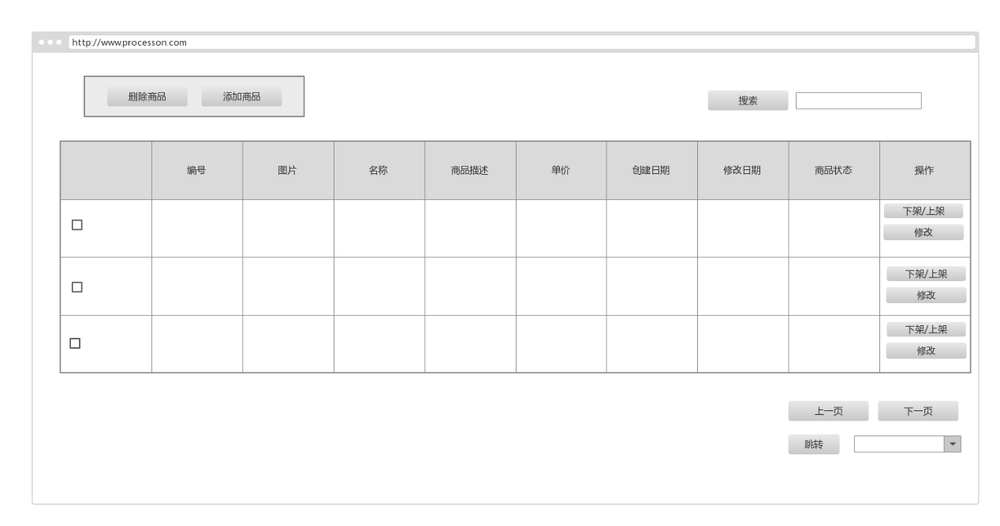 http://www.processon.com
删除商品 添加商品
搜索
编号 图片 名称 商品描述 单价 创建日期 修改日期 商品状态 操作
下架/上架
修改
下架/上架
修改
下架/上架
修改
上一页 下一页
跳转